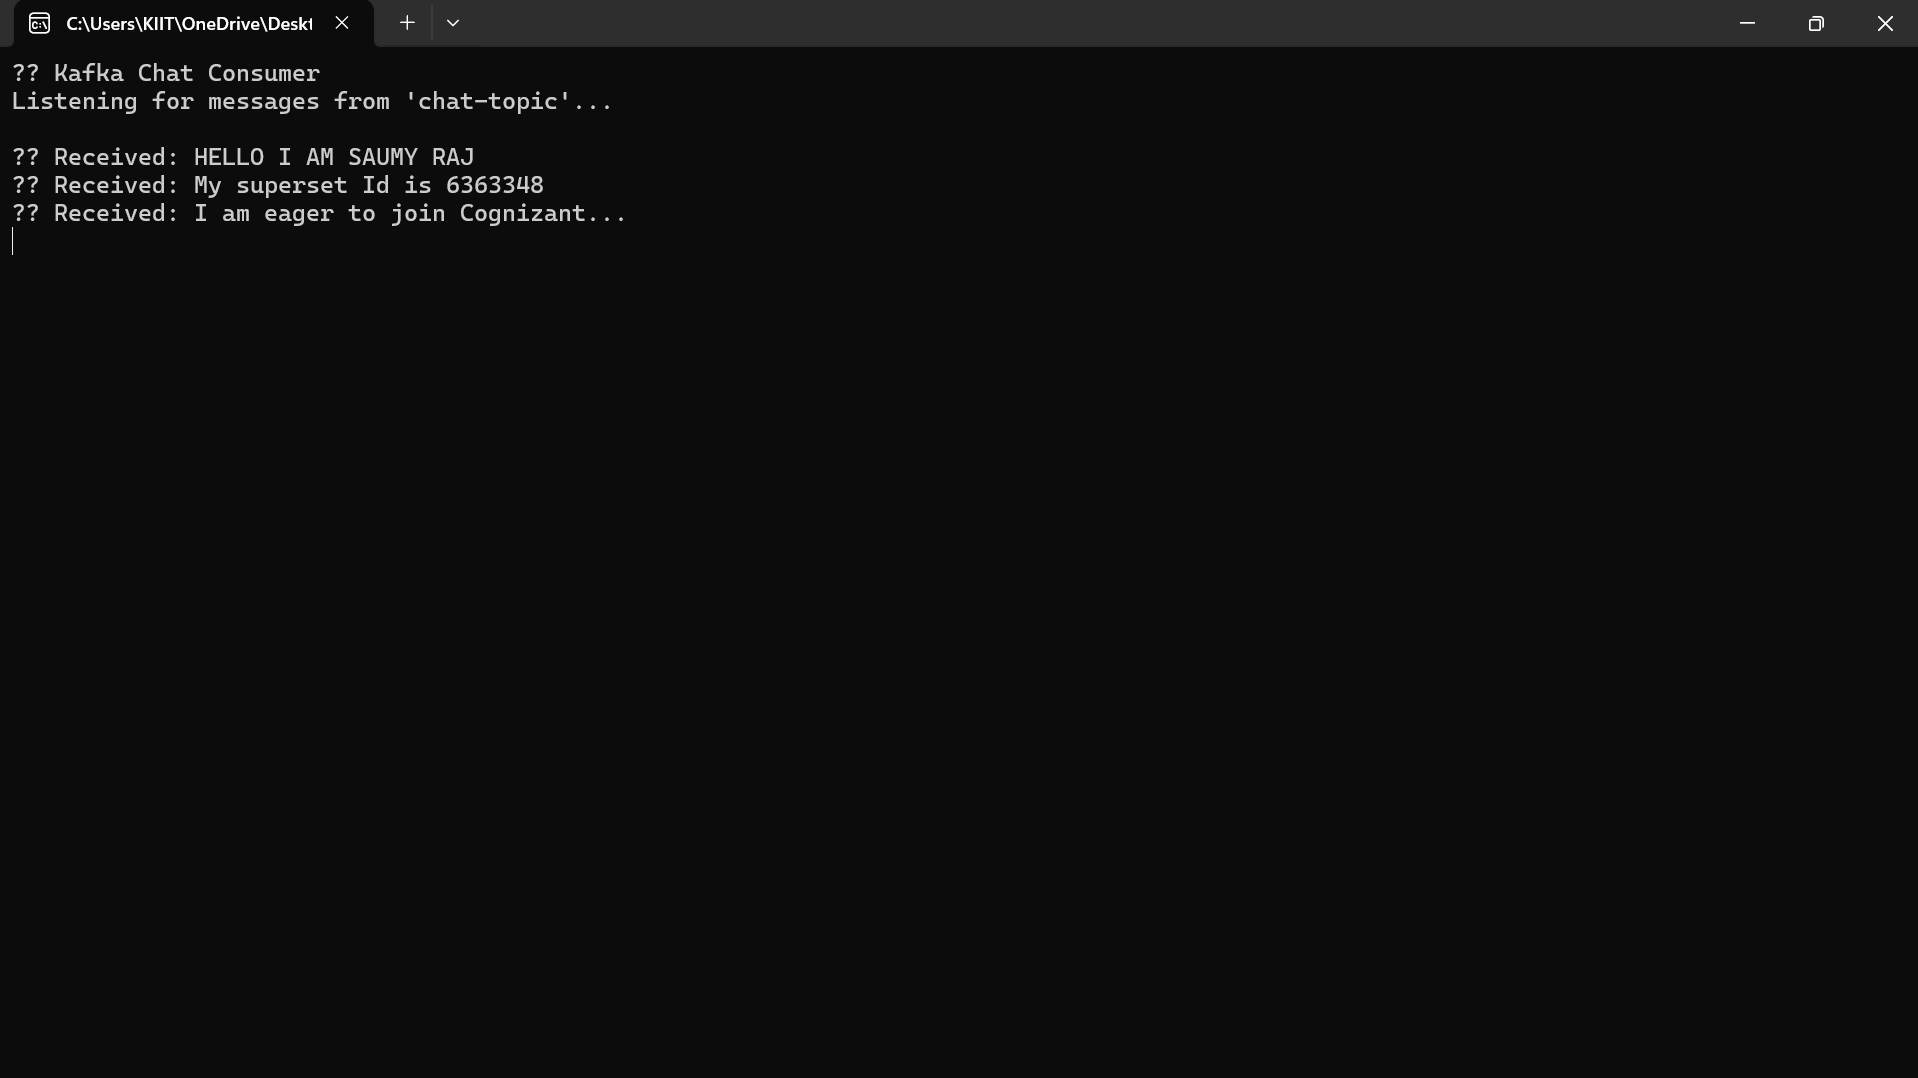 C:\Users\KIIT\OneDrive\Deskt
?? Kafka Chat Consumer
Listening for messages from 'chat-topic'...
?? Received: HELLO I AM SAUMY RAJ
?? Received: My superset Id is 6363348
?? Received: I am eager to join Cognizant...